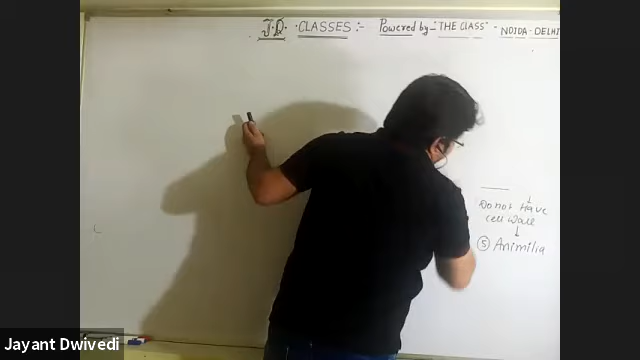 J.D. CLASSES :- Powered by - "THE CLASS" - NOIDA - DELHI
Do not Have
cell wall
↓
⑤ Animilia
Jayant Dwivedi